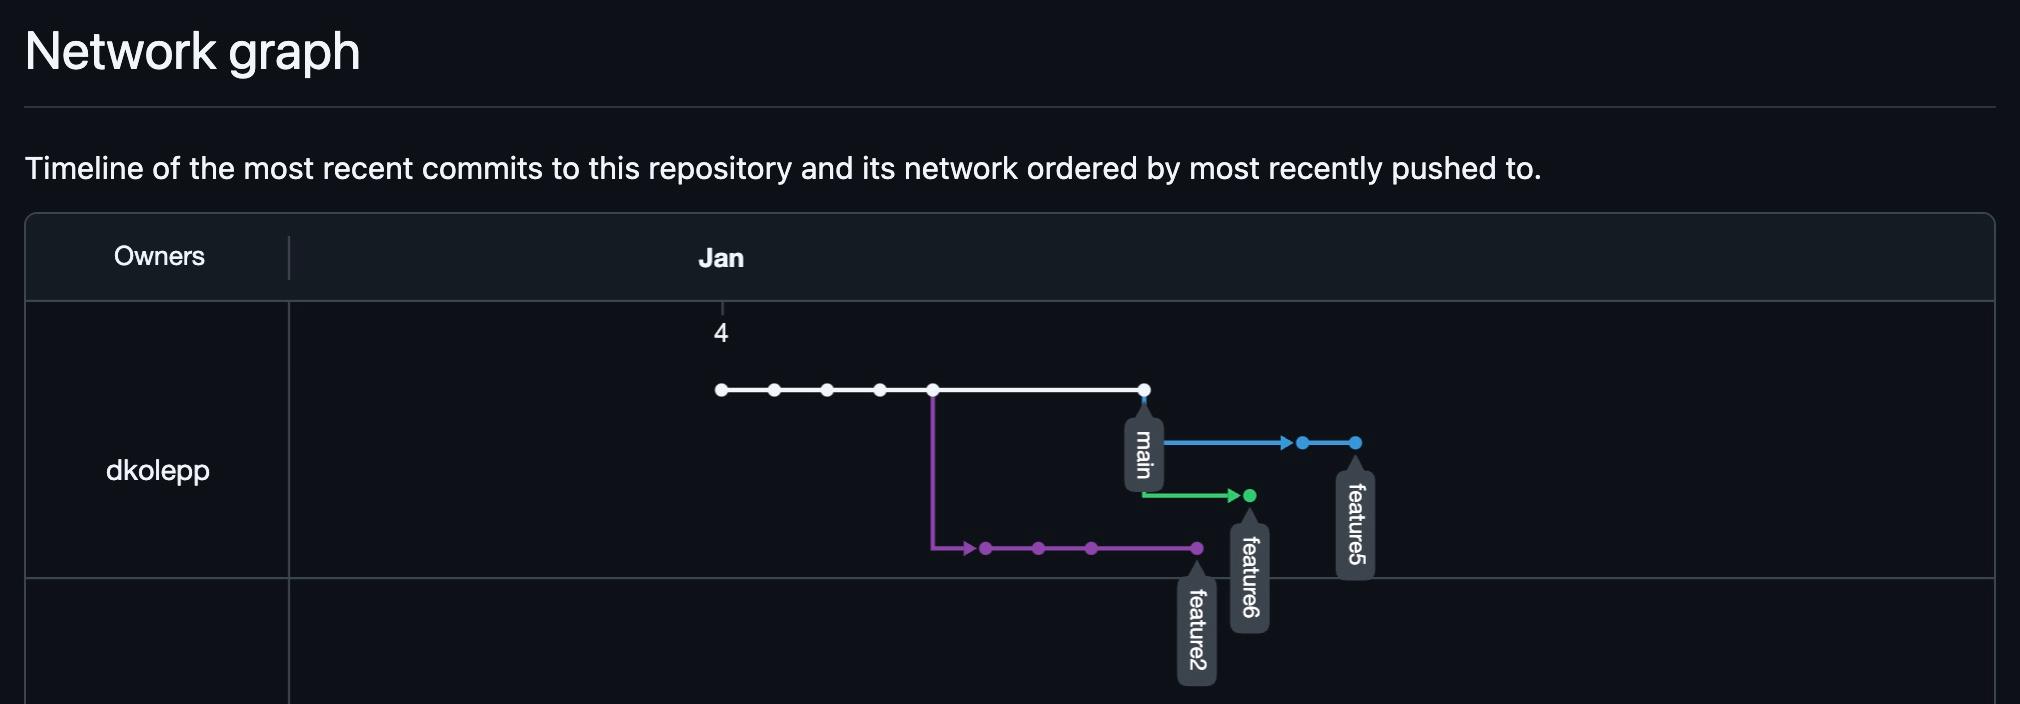 Network graph
Timeline of the most recent commits to this repository and its network ordered by most recently pushed to.
Owners
Jan
4
dkolepp
main
feature5
feature6
feature2